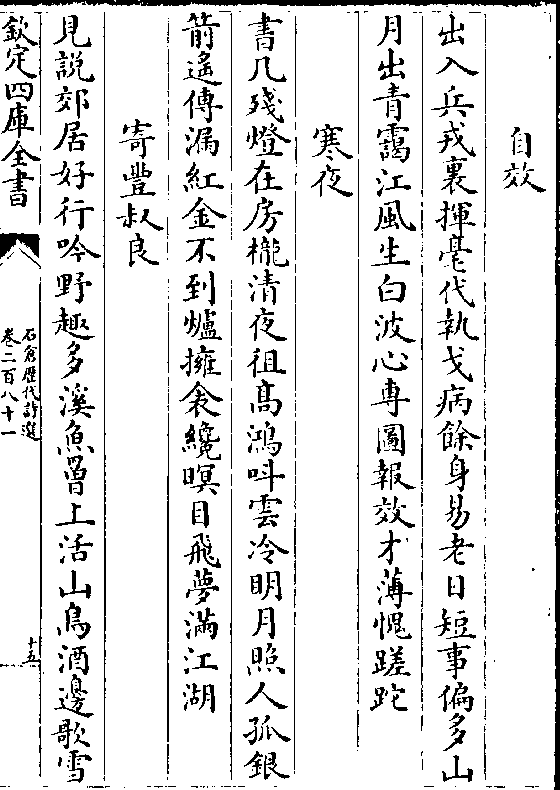 自效
出入兵戎裏揮毫代執戈病餘身易老日短事偏多山
月出青靄江風生白波心專圖報效才薄愧蹉跎
寒夜
書几殘燈在房櫳清夜徂髙鴻呌雲冷明月照人孤銀
箭遙傳漏紅金不到爐擁衾纔瞑目飛夢滿江湖
寄豐叔良
見説郊居好行吟野趣多溪魚罾上活山鳥酒邊歌雪
欽定四庫全書
石倉歷代詩選
卷二百八十一
十五